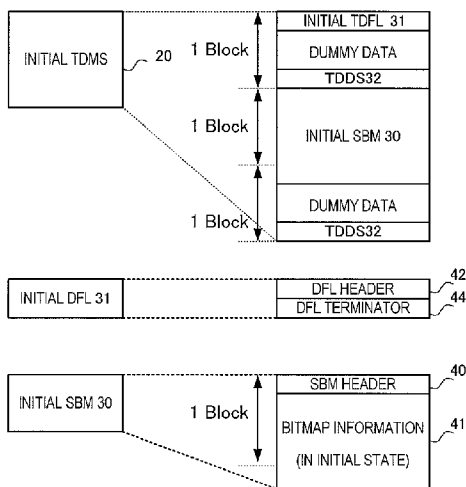 INITIAL TDMS
20
1 Block
INITIAL TDFL 31
DUMMY DATA
TDDS32
1 Block
INITIAL SBM 30
1 Block
DUMMY DATA
TDDS32
INITIAL DFL 31
DFL HEADER
42
DFL TERMINATOR
44
INITIAL SBM 30
1 Block
SBM HEADER
40
BITMAP INFORMATION
(IN INITIAL STATE)
41